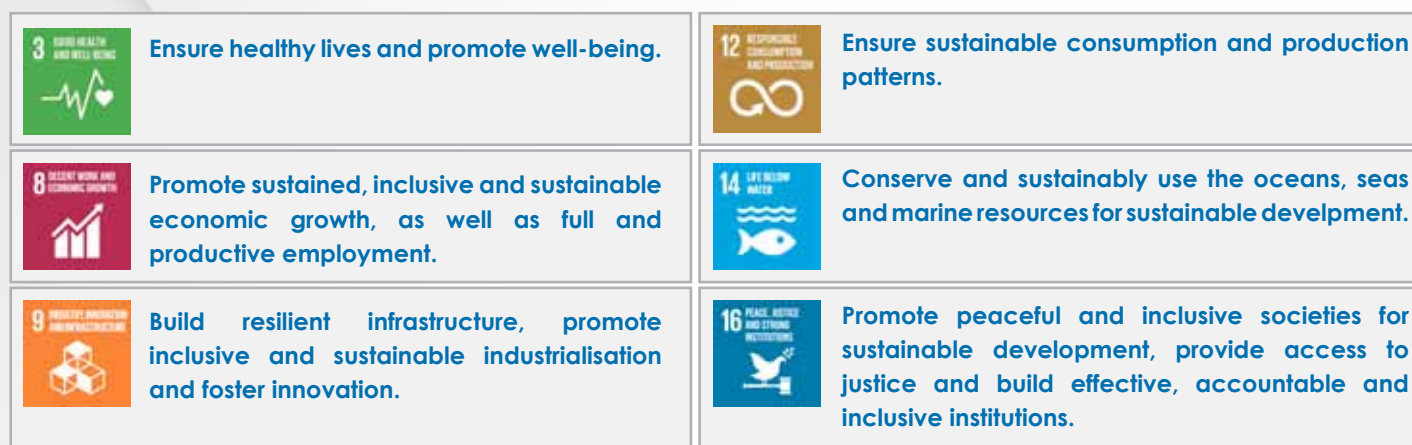 3 GOOD HEALTH
AND WELL-BEING
Ensure healthy lives and promote well-being.
8 DECENT WORK AND
ECONOMIC GROWTH
Promote sustained, inclusive and sustainable
economic growth, as well as full and
productive employment.
9 INDUSTRY, INNOVATION
AND INFRASTRUCTURE
Build resilient infrastructure, promote
inclusive and sustainable industrialisation
and foster innovation.
12 RESPONSIBLE
CONSUMPTION
AND PRODUCTION
Ensure sustainable consumption and production
patterns.
14 LIFE BELOW
WATER
Conserve and sustainably use the oceans, seas
and marine resources for sustainable develpment.
16 PEACE, JUSTICE
AND STRONG
INSTITUTIONS
Promote peaceful and inclusive societies for
sustainable development, provide access to
justice and build effective, accountable and
inclusive institutions.